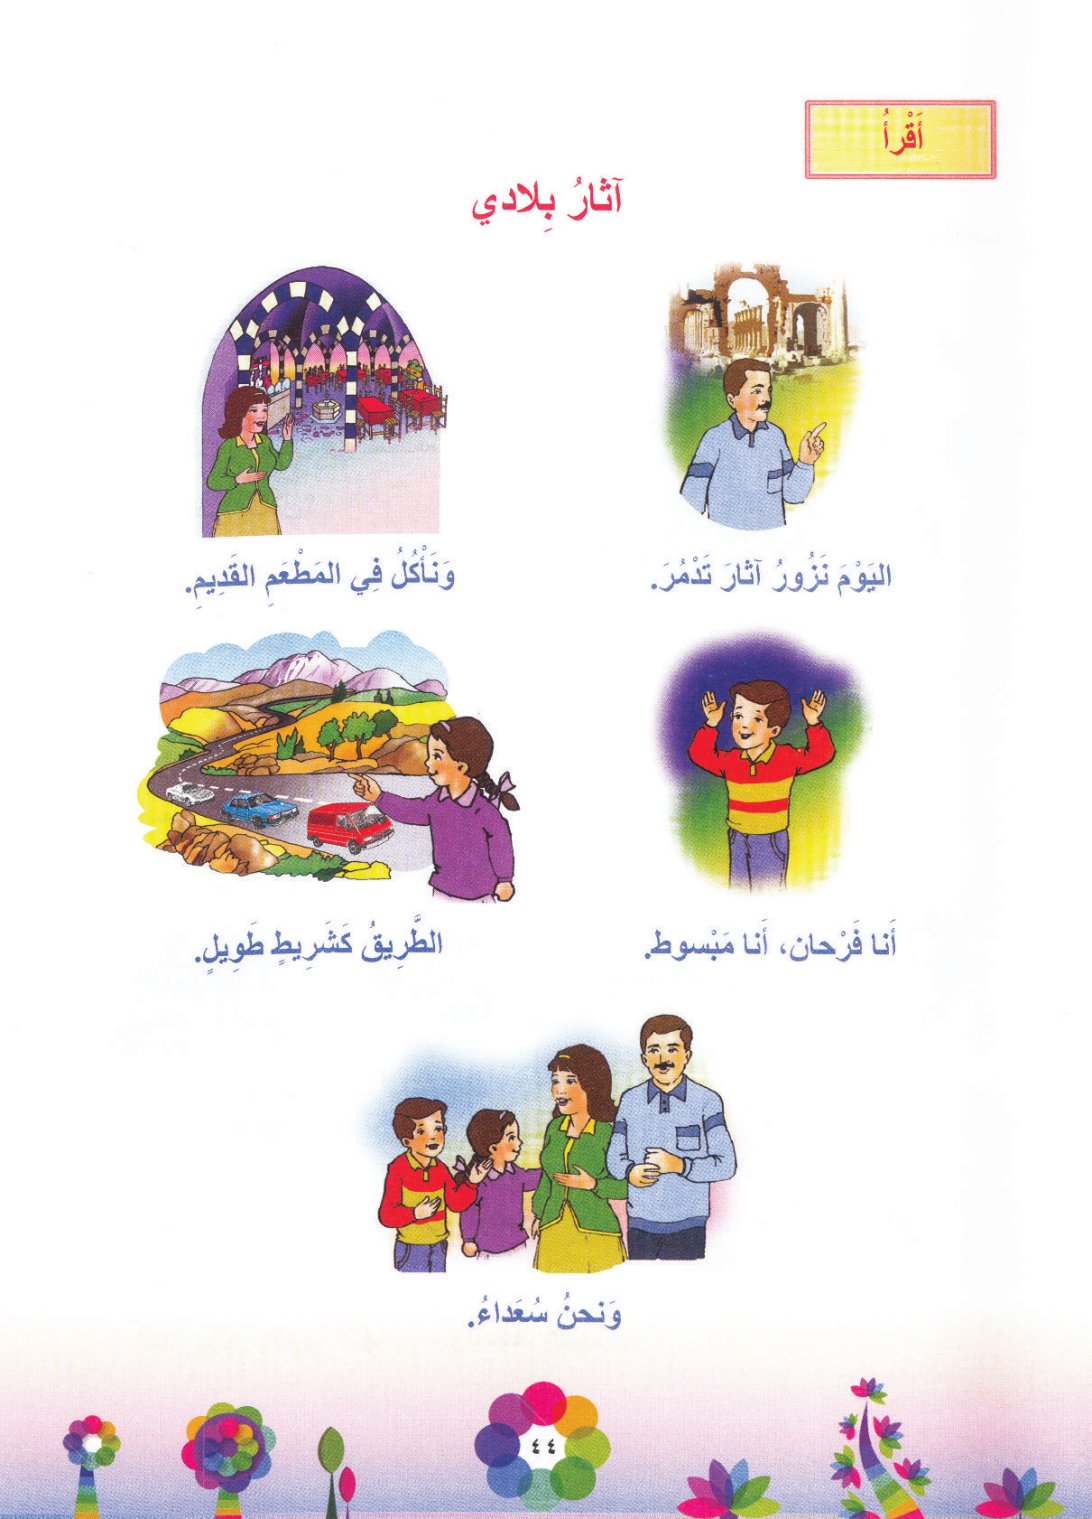 أَقْرأُ
آثارُ بِلادي
اليَوْمَ نَزُورُ آثارَ تَدْمُرَ.
وَنَأْكُلُ فِي المَطْعَمِ القَدِيمِ.
أَنا فَرْحان، أَنا مَبْسوط.
الطَّرِيقُ كَشَرِيطٍ طَوِيلٍ.
وَنحنُ سُعَداءُ.
٤٤